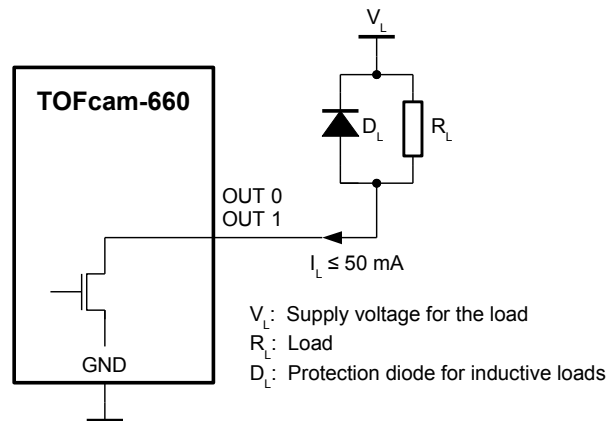 V_L
TOFcam-660
D_L
R_L
OUT 0
OUT 1
I_L ≤ 50 mA
V_L: Supply voltage for the load
R_L: Load
D_L: Protection diode for inductive loads
GND